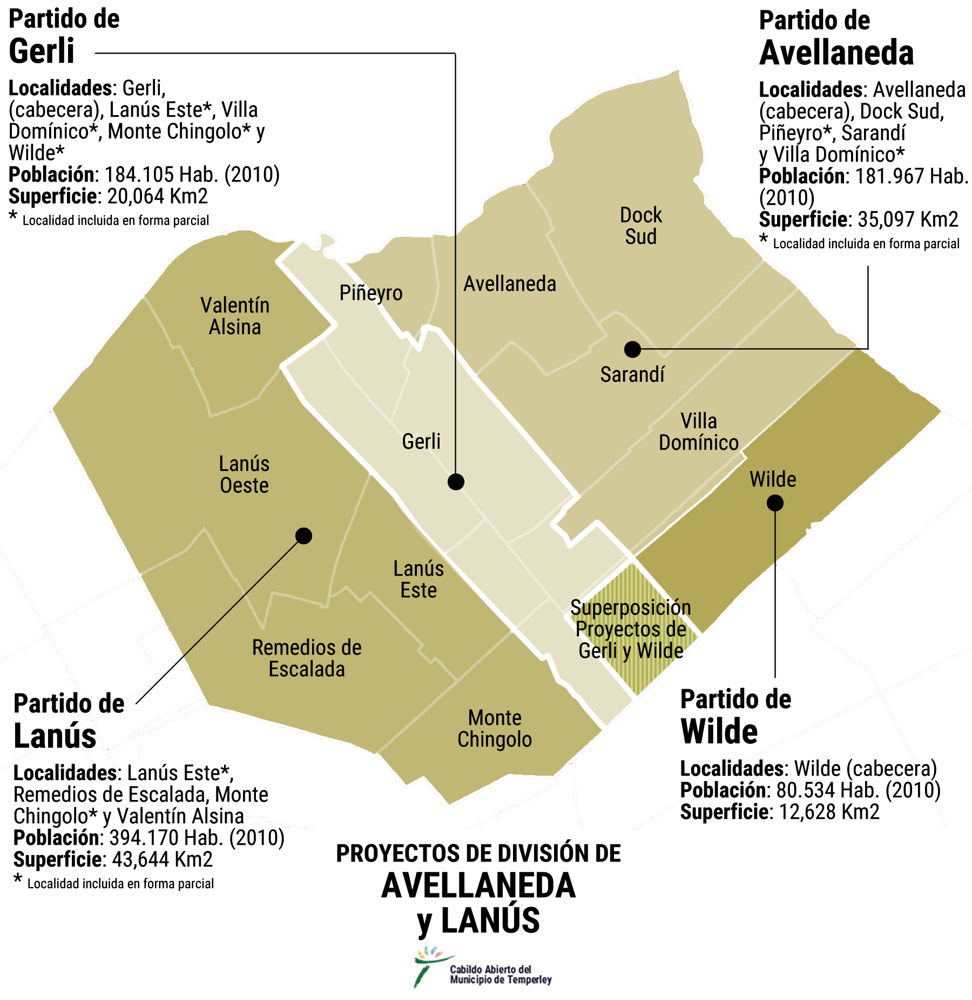 Partido de
Gerli
Localidades: Gerli,
(cabecera), Lanús Este*, Villa
Domínico*, Monte Chingolo* y
Wilde*
Población: 184.105 Hab. (2010)
Superficie: 20,064 Km2
* Localidad incluida en forma parcial
Partido de
Avellaneda
Localidades: Avellaneda
(cabecera), Dock Sud,
Piñeyro*, Sarandí
y Villa Domínico*
Población: 181.967 Hab.
(2010)
Superficie: 35,097 Km2
* Localidad incluida en forma parcial
Dock
Sud
Avellaneda
Piñeyro
Valentín
Alsina
Sarandí
Villa
Domínico
Gerli
Lanús
Oeste
Wilde
Lanús
Este
Superposición
Proyectos de
Gerli y Wilde
Remedios de
Escalada
Monte
Chingolo
Partido de
Lanús
Localidades: Lanús Este*,
Remedios de Escalada, Monte
Chingolo* y Valentín Alsina
Población: 394.170 Hab. (2010)
Superficie: 43,644 Km2
* Localidad incluida en forma parcial
Partido de
Wilde
Localidades: Wilde (cabecera)
Población: 80.534 Hab. (2010)
Superficie: 12,628 Km2
PROYECTOS DE DIVISIÓN DE
AVELLANEDA
y LANÚS
Cabildo Abierto del
Municipio de Temperley